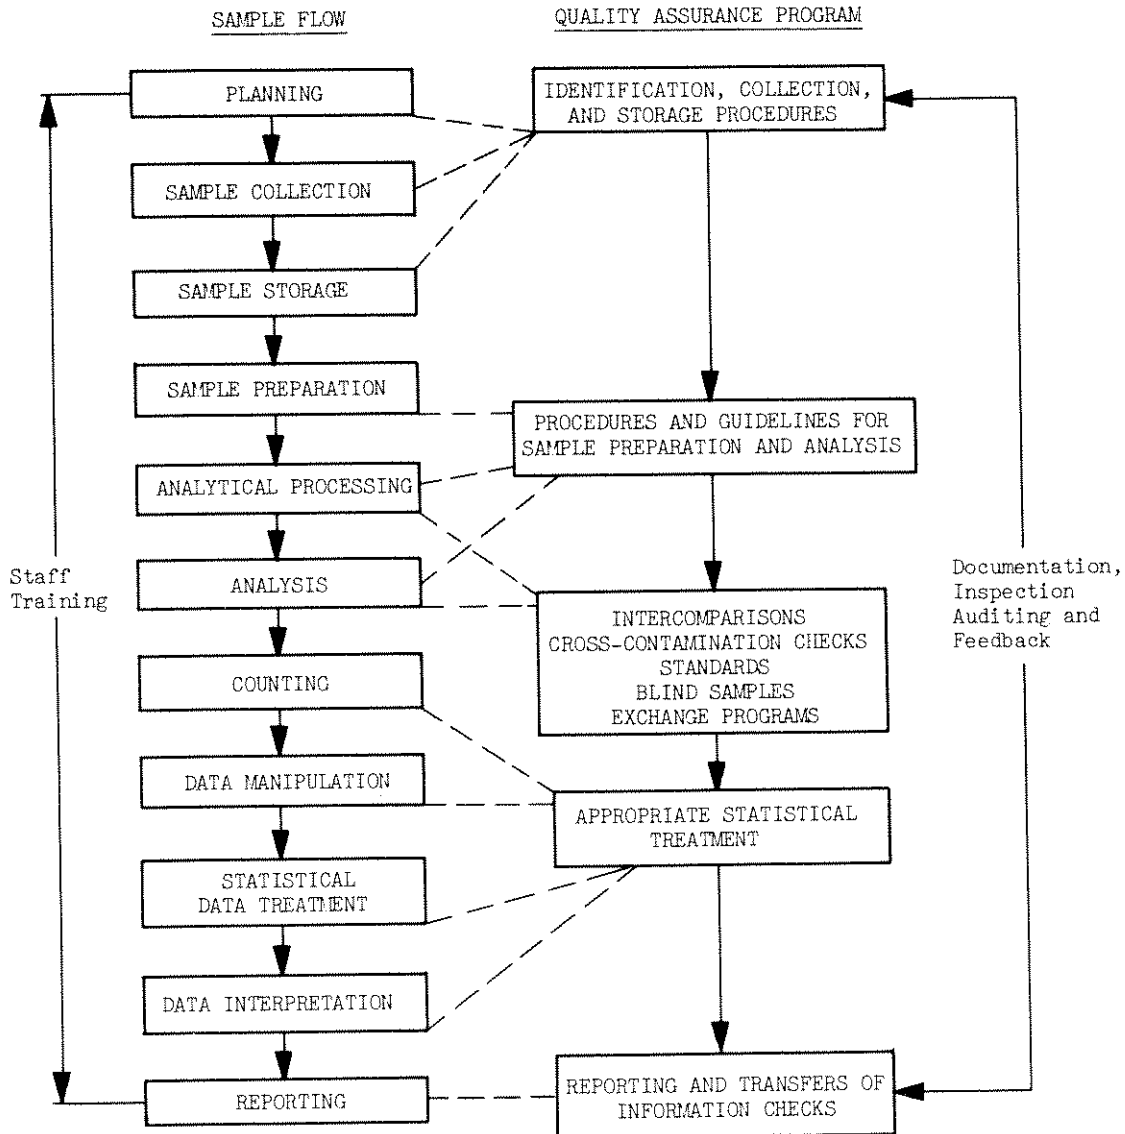 SAMPLE FLOW
QUALITY ASSURANCE PROGRAM
PLANNING
IDENTIFICATION, COLLECTION,
AND STORAGE PROCEDURES
SAMPLE COLLECTION
SAMPLE STORAGE
SAMPLE PREPARATION
PROCEDURES AND GUIDELINES FOR
SAMPLE PREPARATION AND ANALYSIS
ANALYTICAL PROCESSING
ANALYSIS
Staff
Training
Documentation,
Inspection
Auditing and
Feedback
INTERCOMPARISONS
CROSS-CONTAMINATION CHECKS
STANDARDS
BLIND SAMPLES
EXCHANGE PROGRAMS
COUNTING
DATA MANIPULATION
APPROPRIATE STATISTICAL
TREATMENT
STATISTICAL
DATA TREATMENT
DATA INTERPRETATION
REPORTING
REPORTING AND TRANSFERS OF
INFORMATION CHECKS